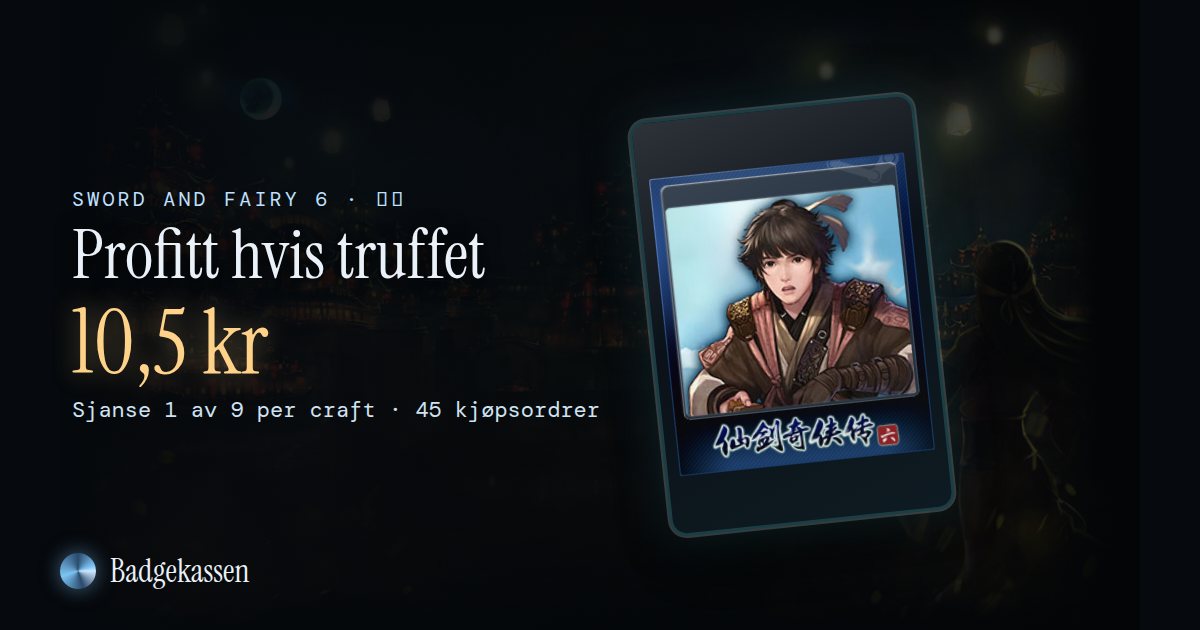 SWORD AND FAIRY 6 ·
Profitt hvis truffet
10,5 kr
Sjanse 1 av 9 per craft · 45 kjøpsordrer
仙剑奇侠传 六
Badgekassen